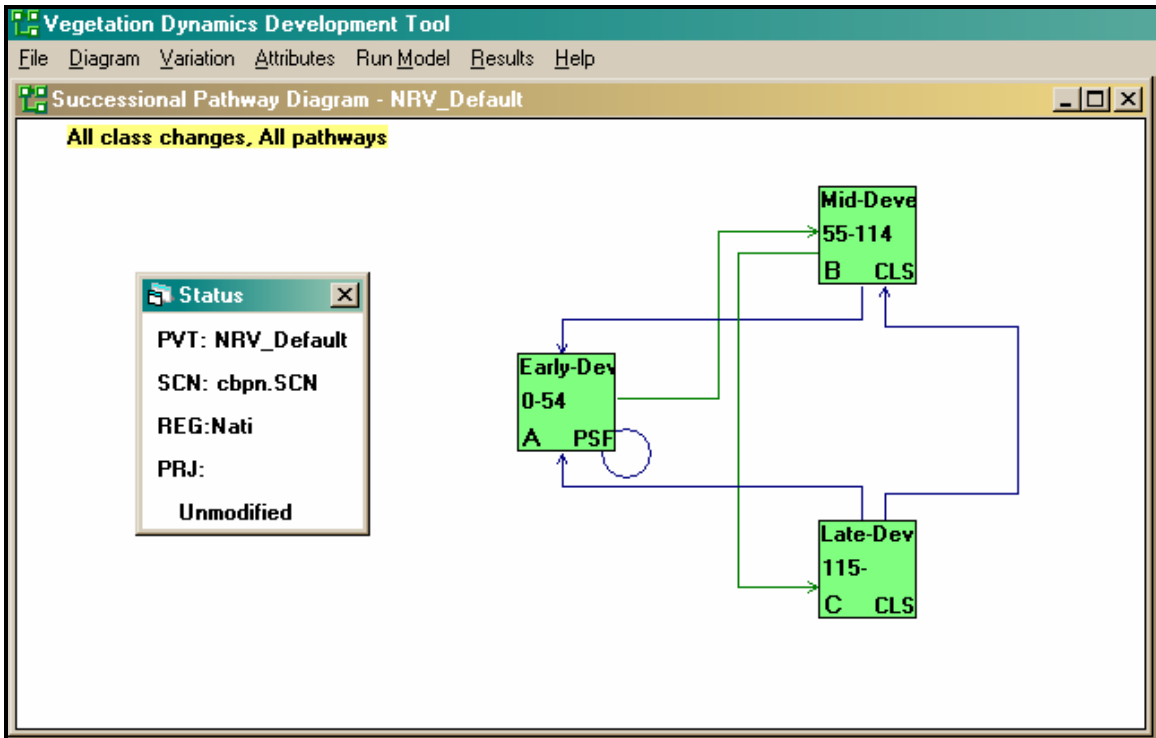 Vegetation Dynamics Development Tool
File Diagram Variation Attributes Run Model Results Help
Successional Pathway Diagram - NRV_Default
All class changes, All pathways
Mid-Deve
55-114
B CLS
Status
PVT: NRV_Default
SCN: cbpn.SCN
REG:Nati
PRJ:
Unmodified
Early-Dev
0-54
A PSF
Late-Dev
115-
C CLS